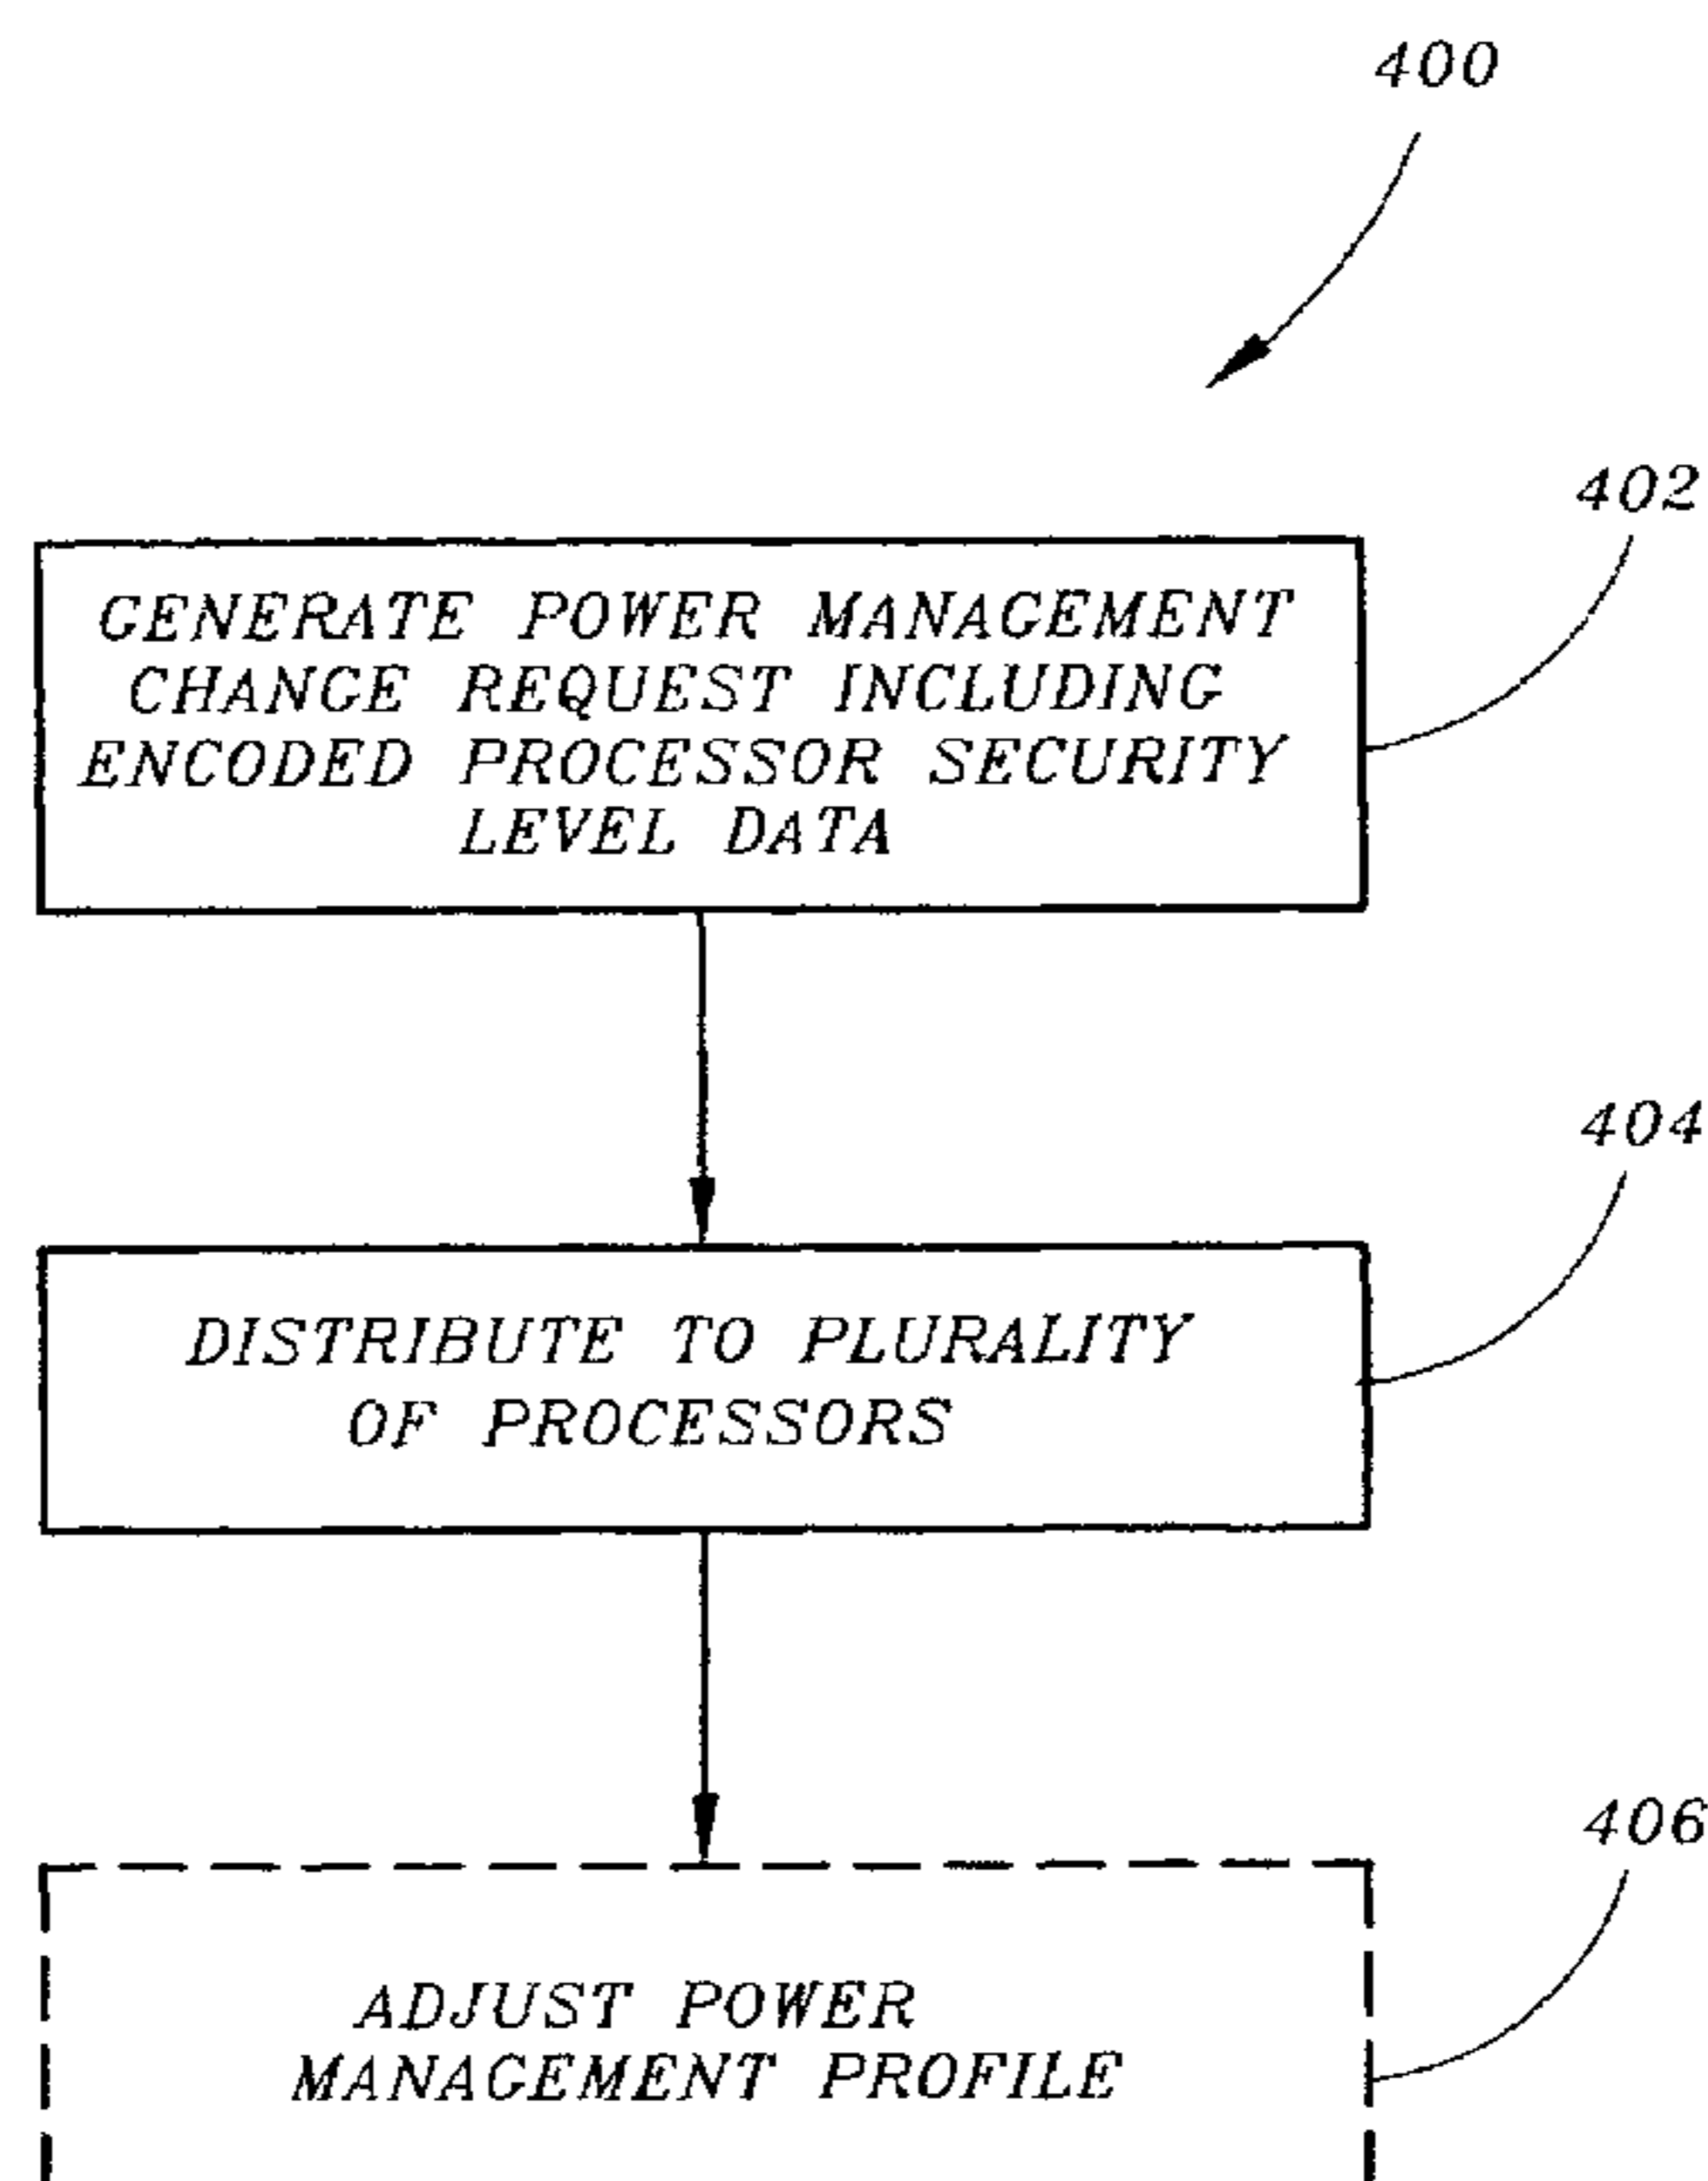 400
402
GENERATE POWER MANAGEMENT
CHANGE REQUEST INCLUDING
ENCODED PROCESSOR SECURITY
LEVEL DATA
404
DISTRIBUTE TO PLURALITY
OF PROCESSORS
406
ADJUST POWER
MANAGEMENT PROFILE